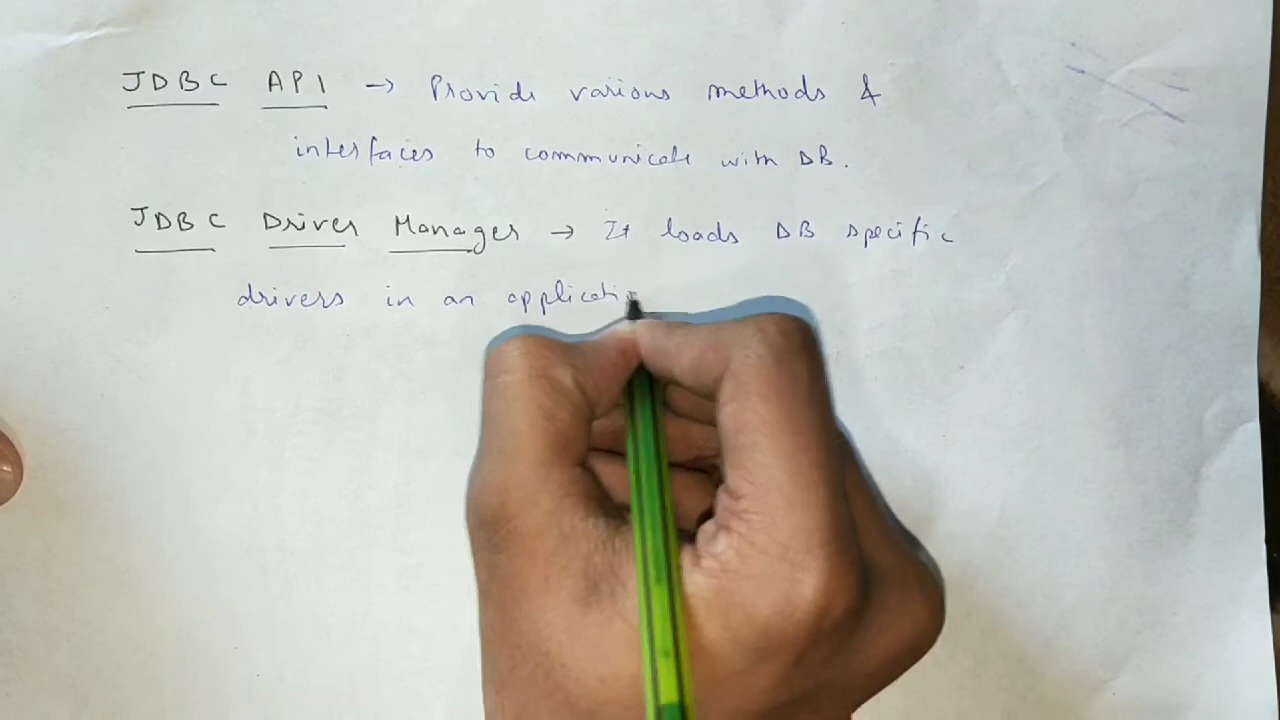 JDBC API → Provide various methods &
interfaces to communicate with DB.
JDBC Driver Manager → It loads DB specific
drivers in an applicati